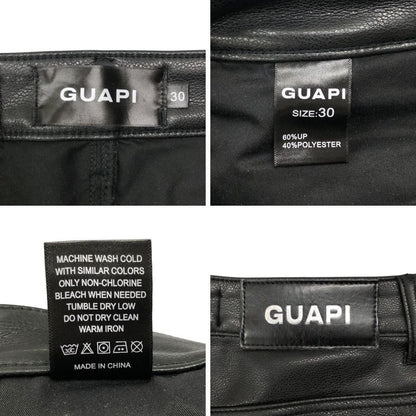 GUAPI
30
GUAPI
SIZE:30
60%UP
40%POLYESTER
MACHINE WASH COLD
WITH SIMILAR COLORS
ONLY NON-CHLORINE
BLEACH WHEN NEEDED
TUMBLE DRY LOW
DO NOT DRY CLEAN
WARM IRON
MADE IN CHINA
GUAPI